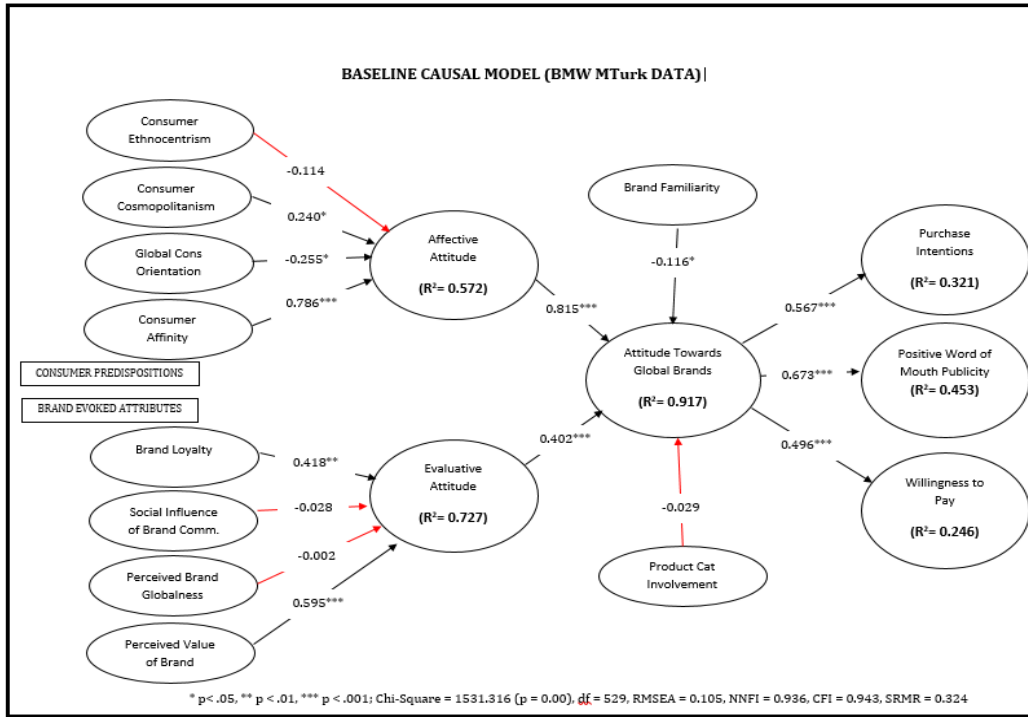 BASELINE CAUSAL MODEL (BMW MTurk DATA)
Consumer
Ethnocentrism
-0.114
Consumer
Cosmopolitanism
0.240*
Global Cons
Orientation
-0.255*
Consumer
Affinity
0.786***
Affective
Attitude
(R²= 0.572)
0.815***
Brand Familiarity
-0.116*
Attitude Towards
Global Brands
(R²= 0.917)
Purchase
Intentions
(R²= 0.321)
0.567***
Positive Word of
Mouth Publicity
(R²= 0.453)
0.673***
0.496***
Willingness to
Pay
(R²= 0.246)
CONSUMER PREDISPOSITIONS
BRAND EVOKED ATTRIBUTES
Brand Loyalty
0.418**
Social Influence
of Brand Comm.
-0.028
Perceived Brand
Globalness
-0.002
Perceived Value
of Brand
0.595***
Evaluative
Attitude
(R²= 0.727)
0.402***
-0.029
Product Cat
Involvement
* p< .05, ** p < .01, *** p < .001; Chi-Square = 1531.316 (p = 0.00), df = 529, RMSEA = 0.105, NNFI = 0.936, CFI = 0.943, SRMR = 0.324